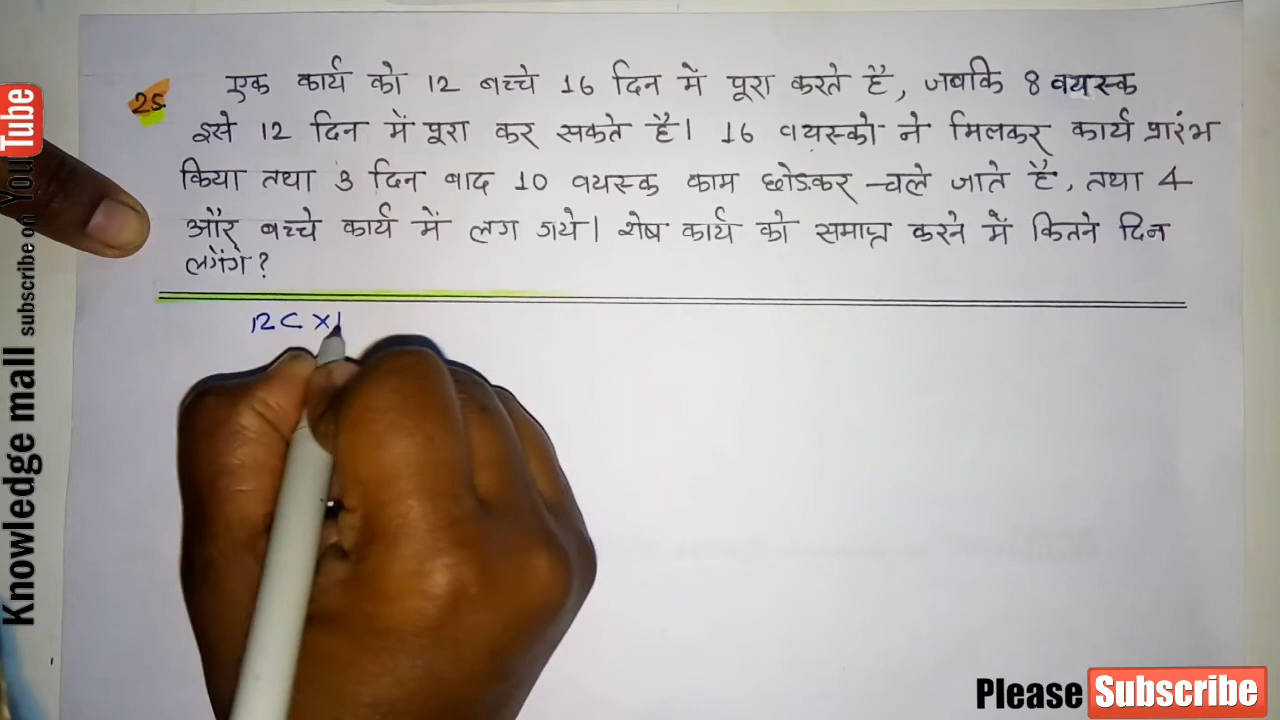 25. एक कार्य को 12 बच्चे 16 दिन में पूरा करते है, जबकि 8 वयस्क
इसे 12 दिन में पूरा कर सकते है। 16 वयस्को ने मिलकर कार्य प्रारंभ
किया तथा 3 दिन बाद 10 वयस्क काम छोडकर चले जाते है, तथा 4
और बच्चे कार्य में लग गये। शेष कार्य को समाप्त करने में कितने दिन
लगेंगे?
12C×1
Knowledge mall subscribe on YouTube
Please Subscribe